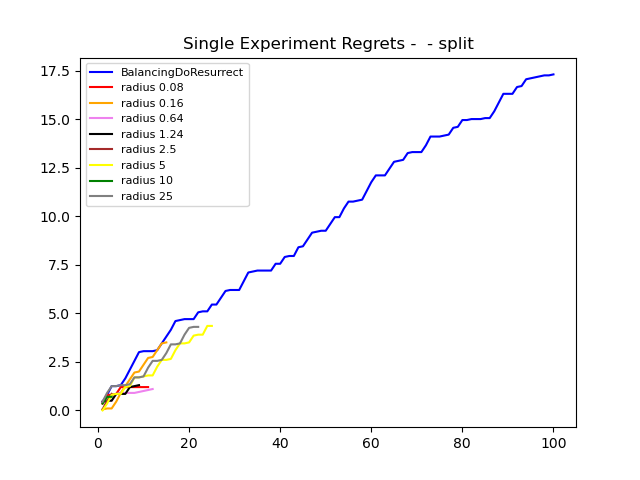 Single Experiment Regrets -  - split
17.5
15.0
12.5
10.0
7.5
5.0
2.5
0.0
BalancingDoResurrect
radius 0.08
radius 0.16
radius 0.64
radius 1.24
radius 2.5
radius 5
radius 10
radius 25
0 20 40 60 80 100